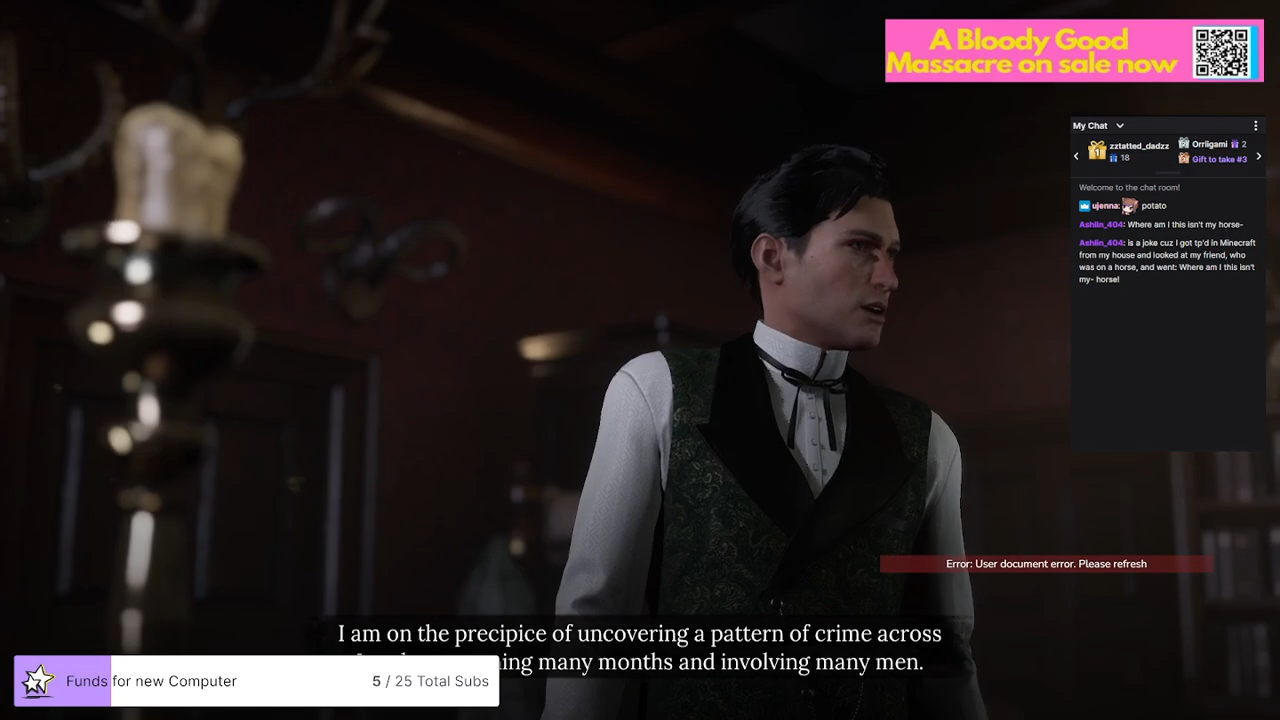 A Bloody Good
Massacre on sale now
My Chat
zztatted_dadzz
18
Orriigami 2
Gift to take #3
Welcome to the chat room!
ujenna: potato
Ashlin_404: Where am I this isn't my horse-
Ashlin_404: is a joke cuz I got tp'd in Minecraft
from my house and looked at my friend, who
was on a horse, and went: Where am I this isn't
my- horse!
Error: User document error. Please refresh
I am on the precipice of uncovering a pattern of crime across
many months and involving many men.
Funds for new Computer
5 / 25 Total Subs